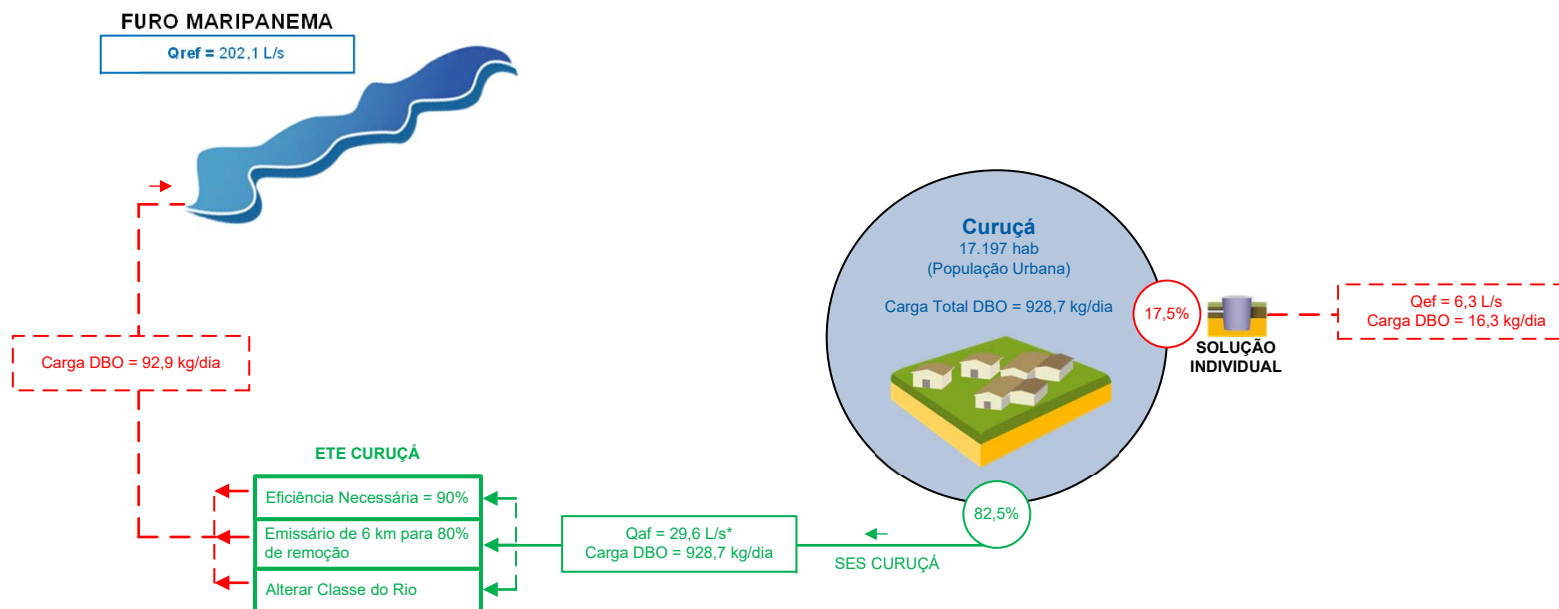 FURO MARIPANEMA
Qref = 202,1 L/s
Curuçá
17.197 hab
(População Urbana)
Carga Total DBO = 928,7 kg/dia
17,5%
SOLUÇÃO
INDIVIDUAL
Qef = 6,3 L/s
Carga DBO = 16,3 kg/dia
82,5%
Carga DBO = 92,9 kg/dia
ETE CURUÇÁ
Eficiência Necessária = 90%
Emissário de 6 km para 80%
de remoção
Alterar Classe do Rio
Qaf = 29,6 L/s*
Carga DBO = 928,7 kg/dia
SES CURUÇÁ